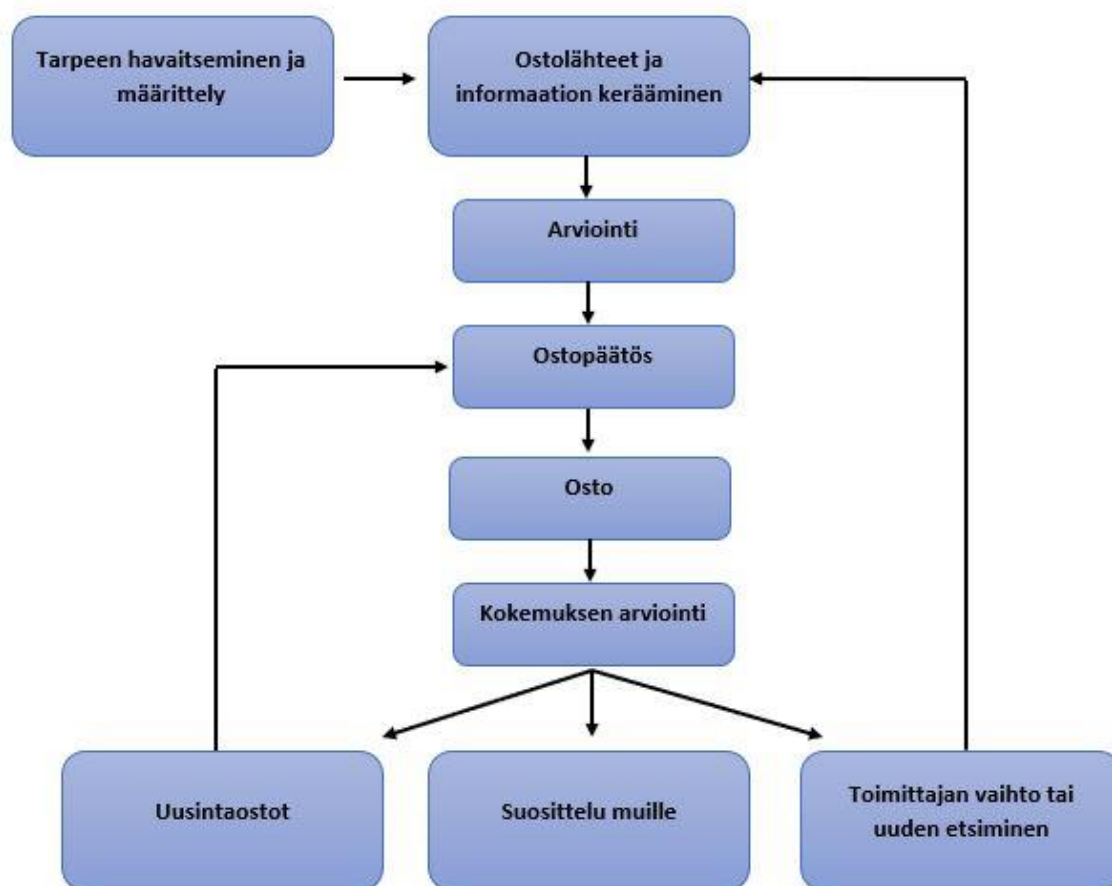 Tarpeen havaitseminen ja
määrittely
Ostolähteet ja
informaation kerääminen
Arviointi
Ostopäätös
Osto
Kokemuksen arviointi
Uusintaostot
Suosittelu muille
Toimittajan vaihto tai
uuden etsiminen